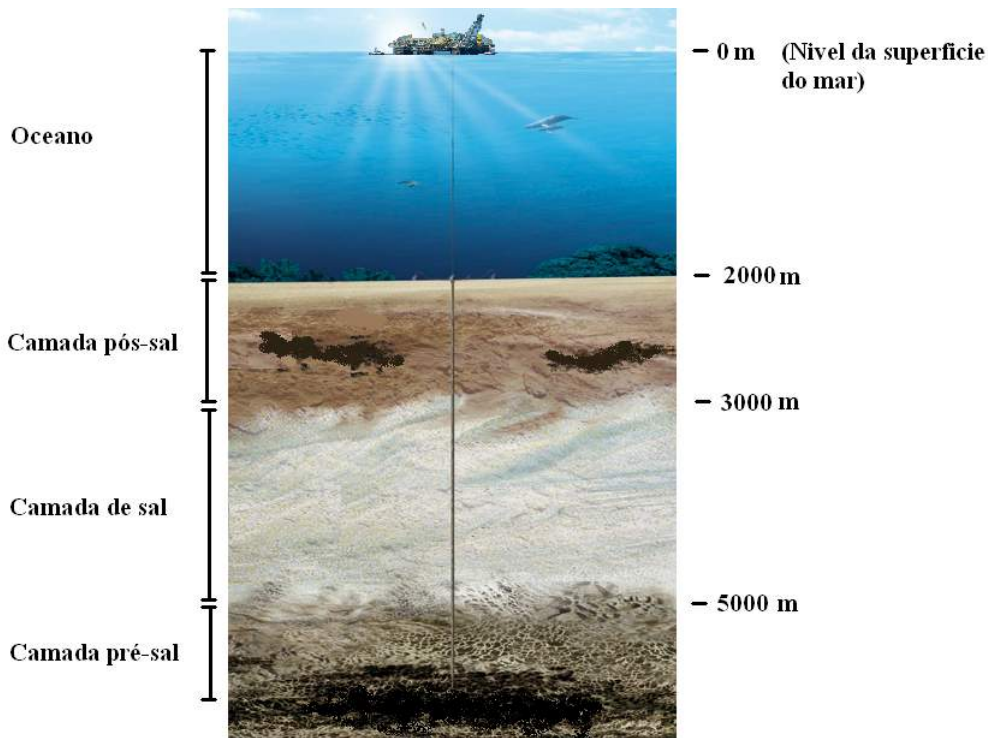 0 m (Nivel da superficie
do mar)
Oceano
2000 m
Camada pós-sal
3000 m
Camada de sal
5000 m
Camada pré-sal